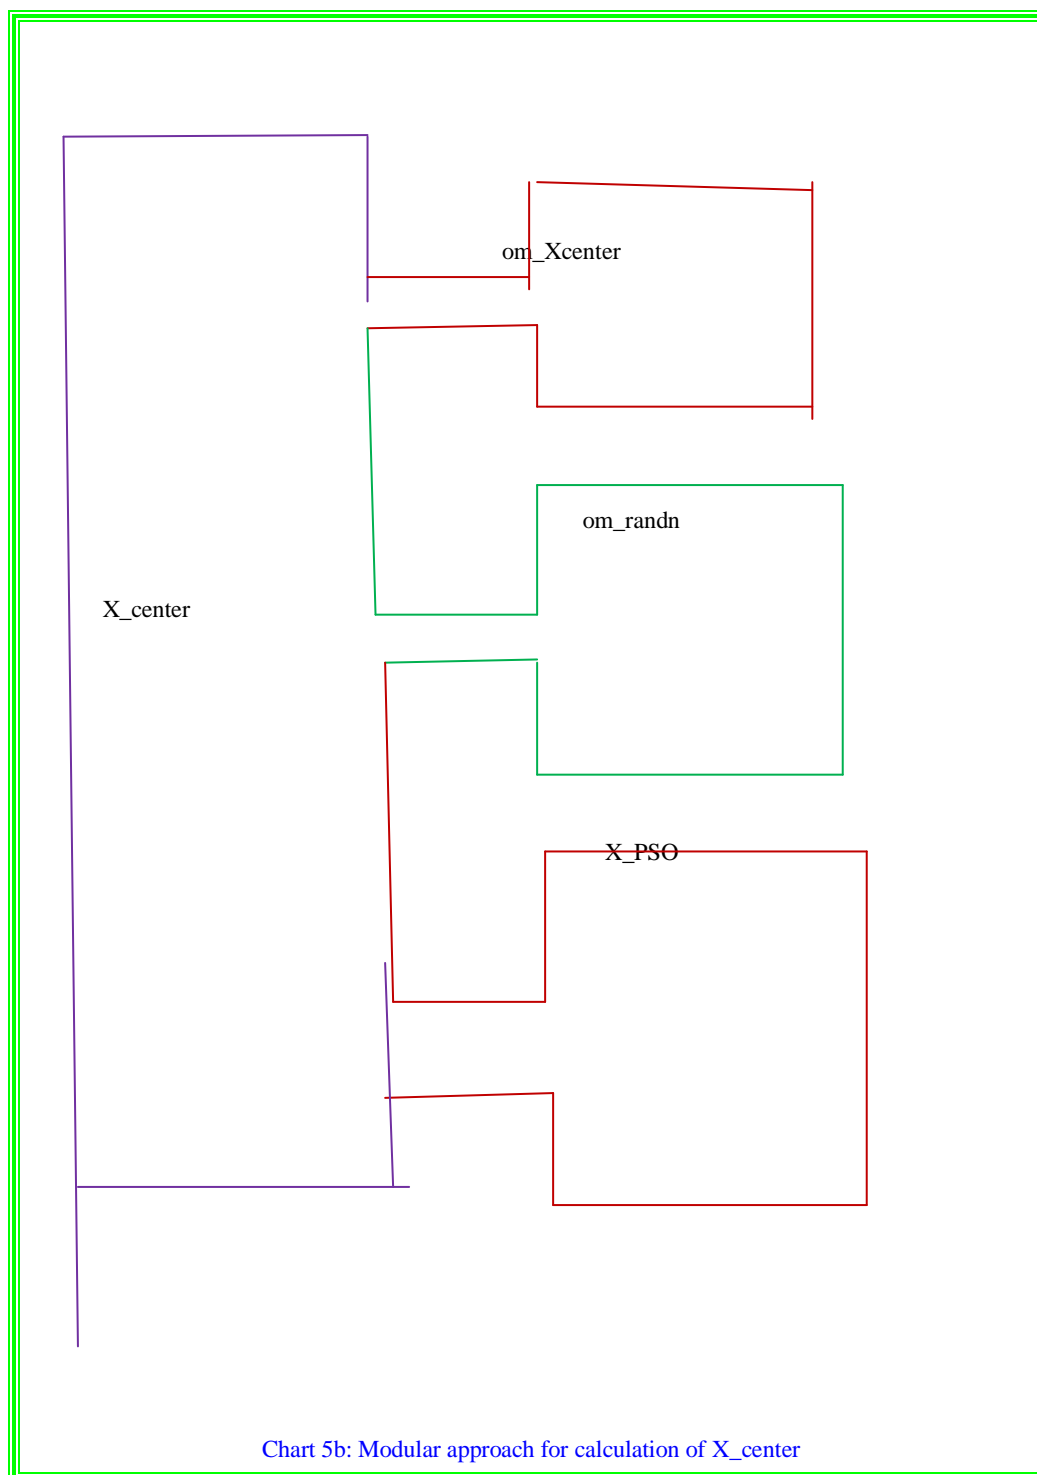 om_Xcenter
om_randn
X_center
X_PSO
Chart 5b: Modular approach for calculation of X_center